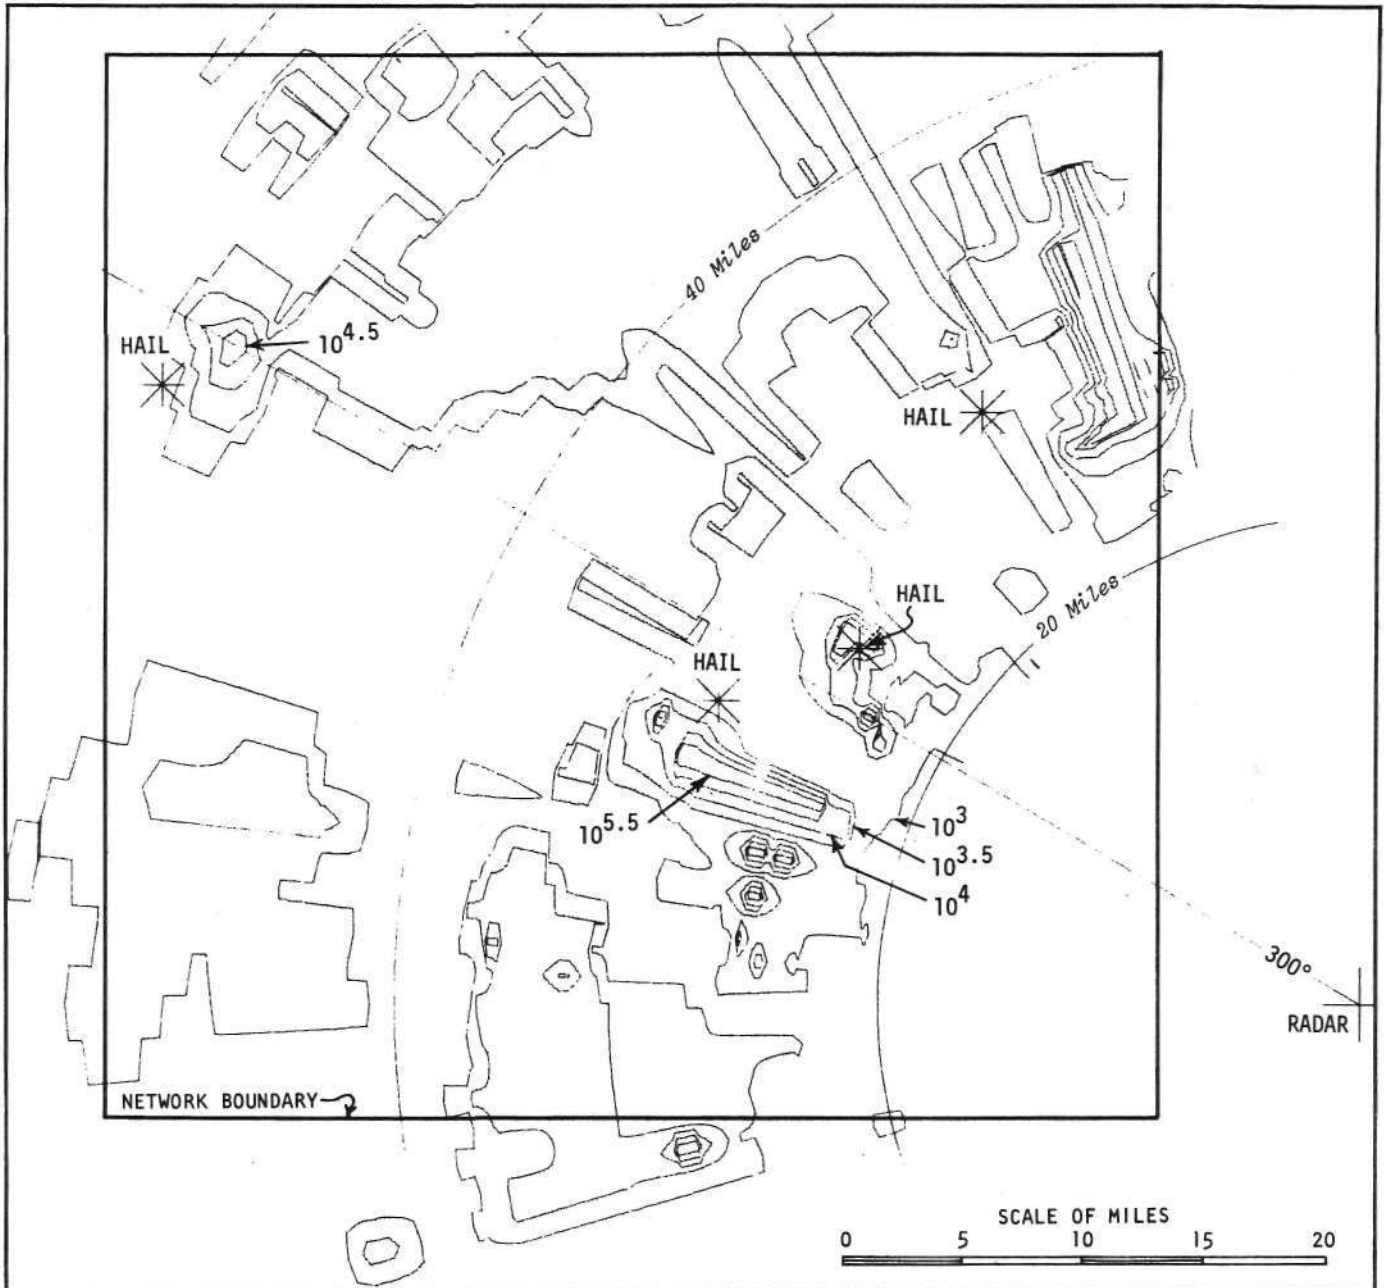 40 Miles
HAIL
10^4.5
HAIL
HAIL
20 Miles
HAIL
10^5.5
10^3
10^3.5
10^4
300°
RADAR
NETWORK BOUNDARY
SCALE OF MILES
0 5 10 15 20